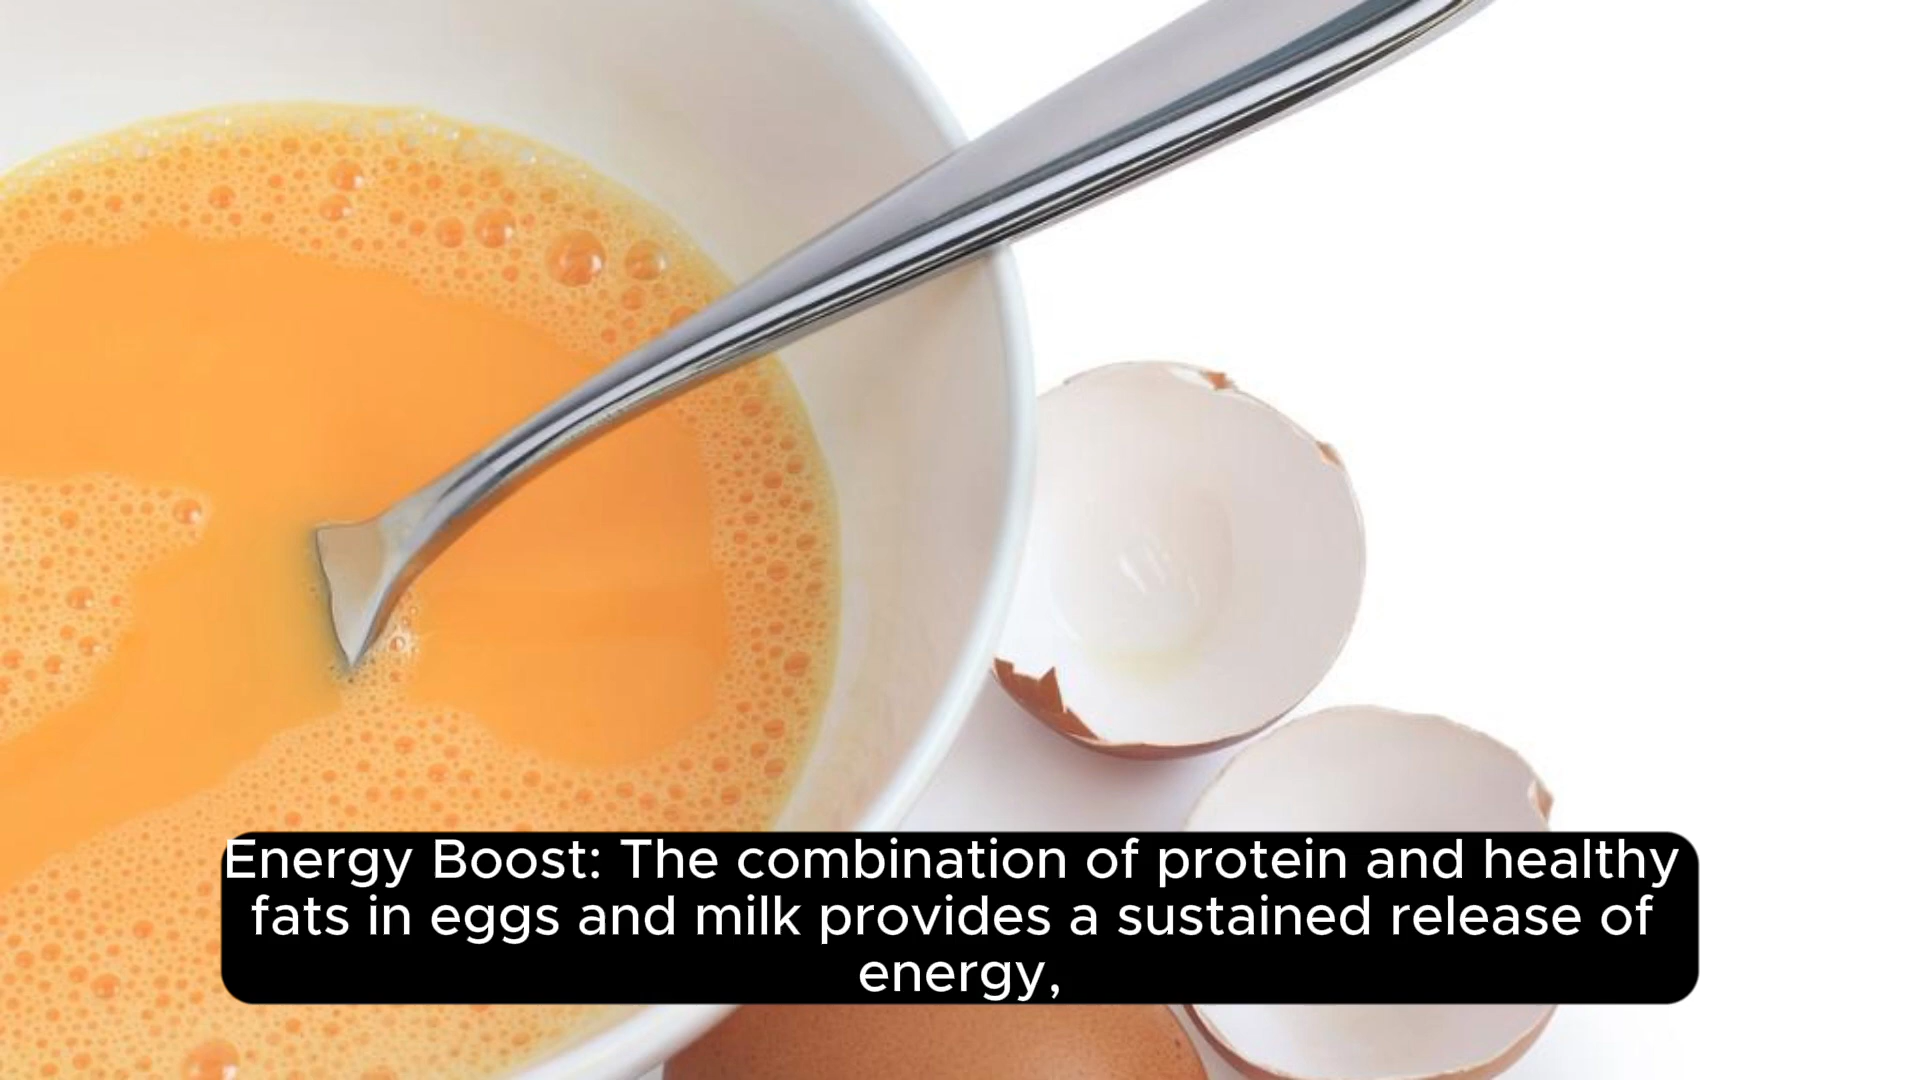 Energy Boost: The combination of protein and healthy
fats in eggs and milk provides a sustained release of
energy,